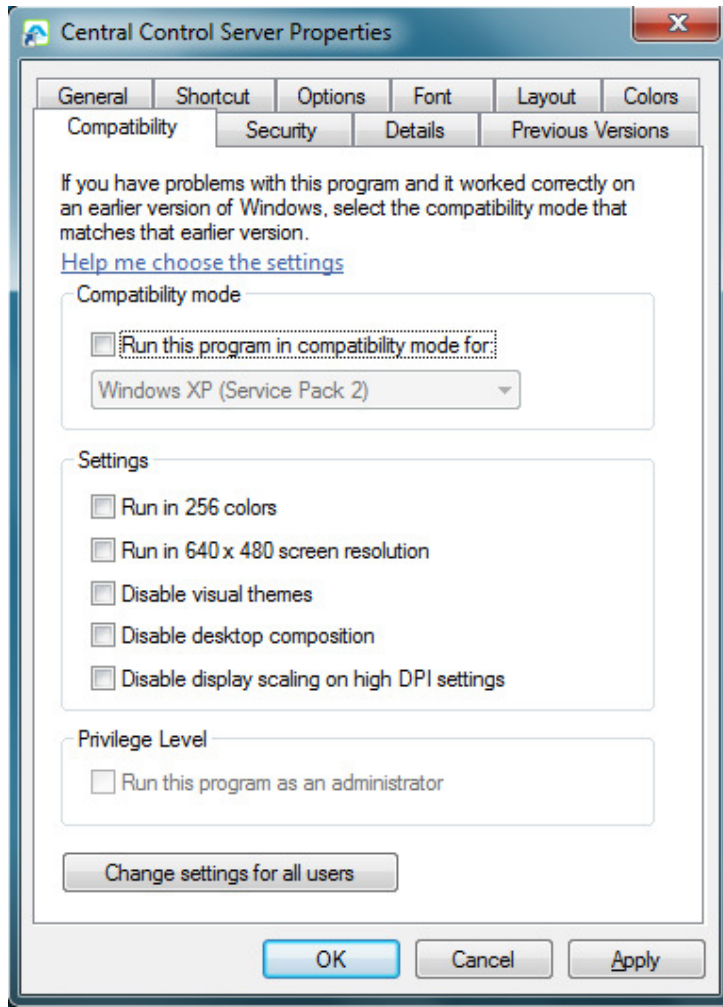 Central Control Server Properties
X
General Shortcut Options Font Layout Colors
Compatibility Security Details Previous Versions
If you have problems with this program and it worked correctly on
an earlier version of Windows, select the compatibility mode that
matches that earlier version.
Help me choose the settings
Compatibility mode
Run this program in compatibility mode for:
Windows XP (Service Pack 2)
Settings
Run in 256 colors
Run in 640 x 480 screen resolution
Disable visual themes
Disable desktop composition
Disable display scaling on high DPI settings
Privilege Level
Run this program as an administrator
Change settings for all users
OK Cancel Apply